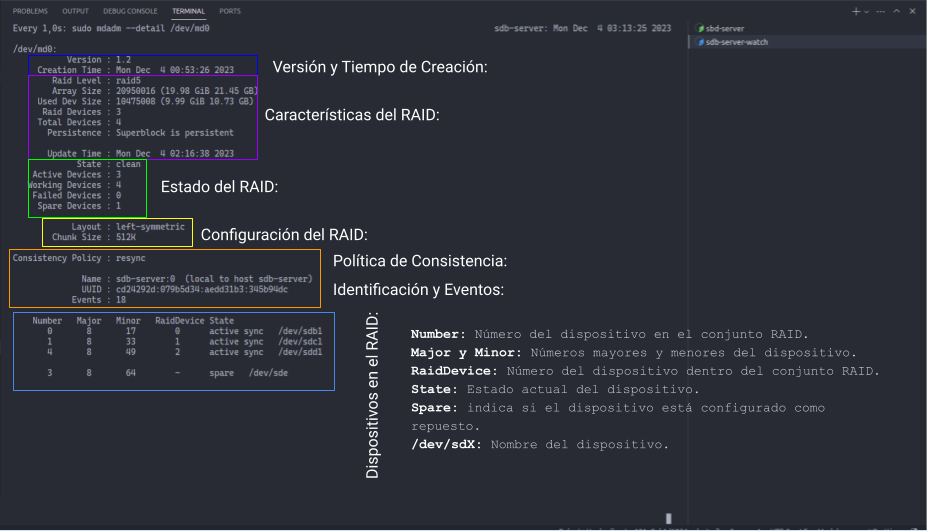 PROBLEMS OUTPUT DEBUG CONSOLE TERMINAL PORTS
Every 1,0s: sudo mdadm --detail /dev/md0 sdb-server: Mon Dec 4 03:13:25 2023
sbd-server
sdb-server-watch
/dev/md0:
Version : 1.2
Creation Time : Mon Dec 4 00:53:26 2023
Versión y Tiempo de Creación:
Raid Level : raid5
Array Size : 20950016 (19.98 GiB 21.45 GB)
Used Dev Size : 10475008 (9.99 GiB 10.73 GB)
Raid Devices : 3
Total Devices : 4
Persistence : Superblock is persistent
Características del RAID:
Update Time : Mon Dec 4 02:16:38 2023
State : clean
Active Devices : 3
Working Devices : 4
Failed Devices : 0
Spare Devices : 1
Estado del RAID:
Layout : left-symmetric
Chunk Size : 512K
Configuración del RAID:
Consistency Policy : resync
Política de Consistencia:
Name : sdb-server:0 (local to host sdb-server)
UUID : cd24292d:079b5d34:aedd31b3:345b94dc
Events : 18
Identificación y Eventos:
Number Major Minor RaidDevice State
0 8 17 0 active sync /dev/sdb1
1 8 33 1 active sync /dev/sdc1
4 8 49 2 active sync /dev/sdd1
3 8 64 - spare /dev/sde
Dispositivos en el RAID:
Number: Número del dispositivo en el conjunto RAID.
Major y Minor: Números mayores y menores del dispositivo.
RaidDevice: Número del dispositivo dentro del conjunto RAID.
State: Estado actual del dispositivo.
Spare: indica si el dispositivo está configurado como
repuesto.
/dev/sdX: Nombre del dispositivo.